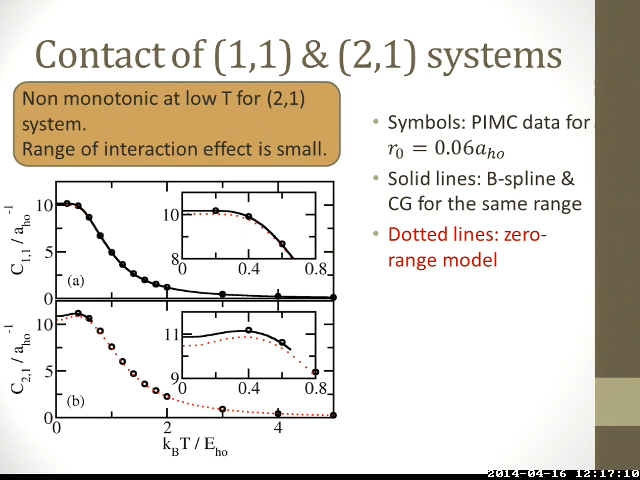 Contact of (1,1) & (2,1) systems
Non monotonic at low T for (2,1)
system.
Range of interaction effect is small.
• Symbols: PIMC data for
r₀ = 0.06aₕₒ
• Solid lines: B-spline &
CG for the same range
• Dotted lines: zero-
range model
C₁,₁ / aₕₒ⁻¹
10
5
0
(a)
10
8
0 0.4 0.8
C₂,₁ / aₕₒ⁻¹
10
5
0
(b)
11
9
0 0.4 0.8
0 2 4
k_BT / Eₕₒ
2014-04-16 12:17:10